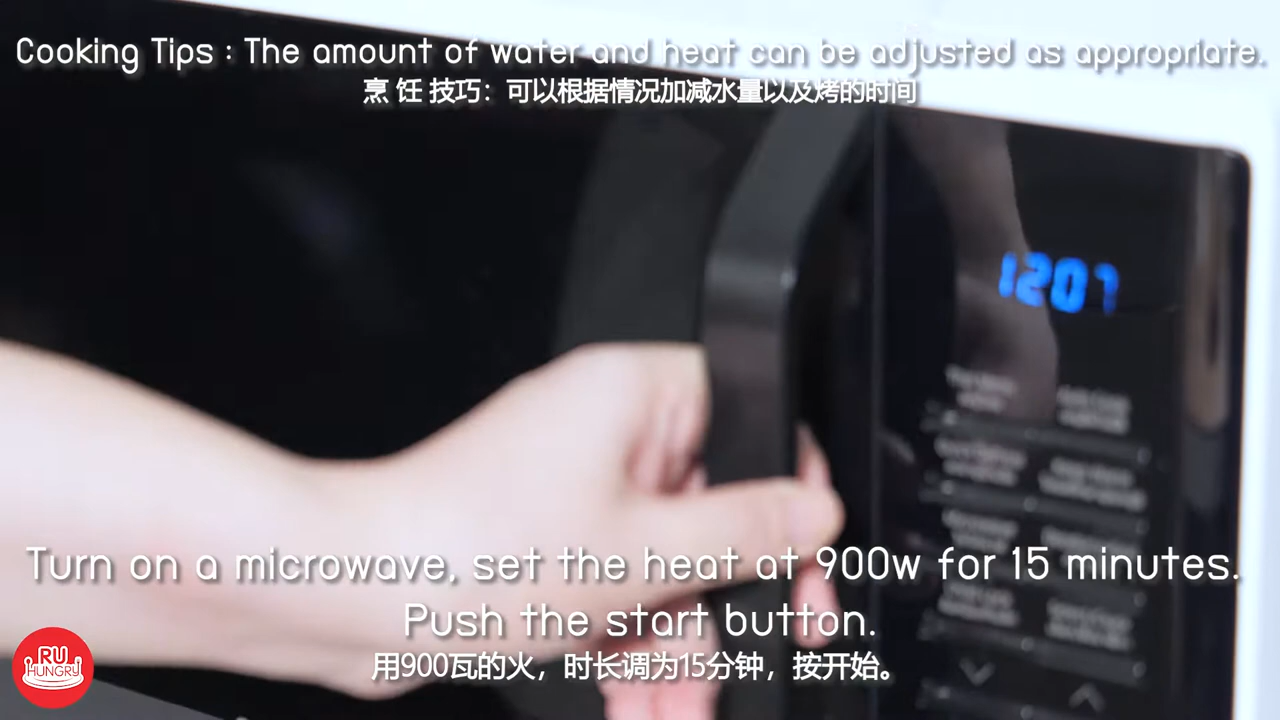 Cooking Tips : The amount of water and heat can be adjusted as appropriate.
烹 饪 技巧：可以根据情况加减水量以及烤的时间
1207
Turn on a microwave, set the heat at 900w for 15 minutes.
Push the start button.
用900瓦的火，时长调为15分钟，按开始。
RU
HUNGRY